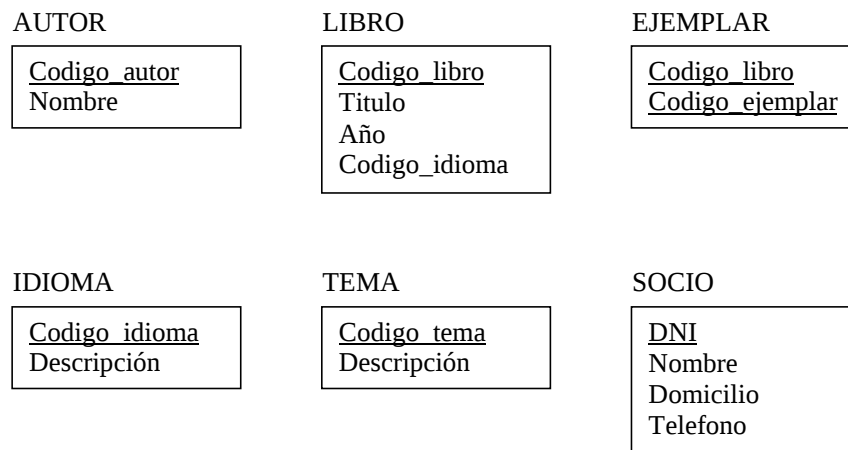 AUTOR
Codigo_autor
Nombre
LIBRO
Codigo_libro
Titulo
Año
Codigo_idioma
EJEMPLAR
Codigo_libro
Codigo_ejemplar
IDIOMA
Codigo_idioma
Descripción
TEMA
Codigo_tema
Descripción
SOCIO
DNI
Nombre
Domicilio
Telefono